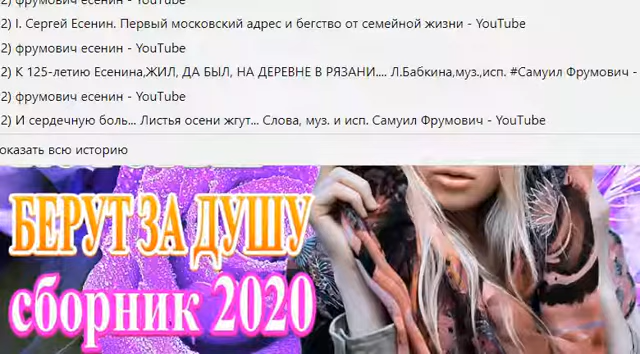 2) фрумович есенин - YouTube
2) I. Сергей Есенин. Первый московский адрес и бегство от семейной жизни - YouTube
2) фрумович есенин - YouTube
2) К 125-летию Есенина,ЖИЛ, ДА БЫЛ, НА ДЕРЕВНЕ В РЯЗАНИ.... Л.Бабкина,муз.,исп. #Самуил Фрумович -
2) фрумович есенин - YouTube
2) И сердечную боль... Листья осени жгут... Слова, муз. и исп. Самуил Фрумович - YouTube
оказать всю историю
БЕРУТ ЗА ДУШУ
сборник 2020